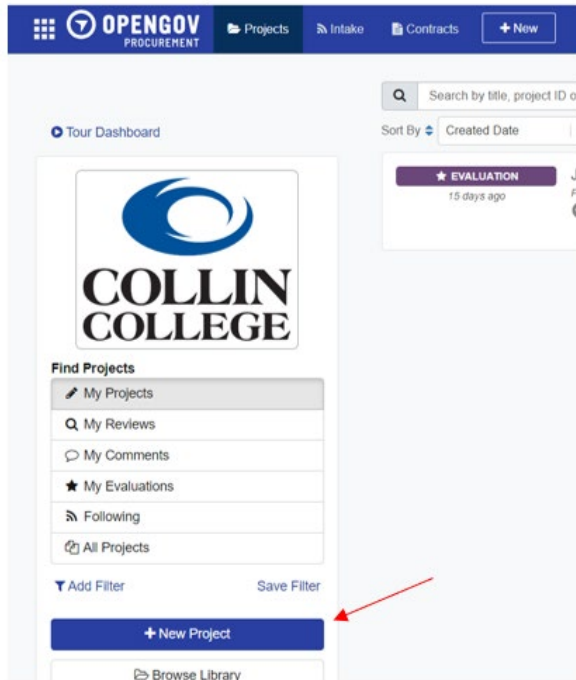 OPENGOV
PROCUREMENT
Projects
Intake
Contracts
+ New
Search by title, project ID o
Tour Dashboard
Sort By
Created Date
EVALUATION
15 days ago
COLLIN
COLLEGE
Find Projects
My Projects
My Reviews
My Comments
My Evaluations
Following
All Projects
Add Filter
Save Filter
+ New Project
Browse Library